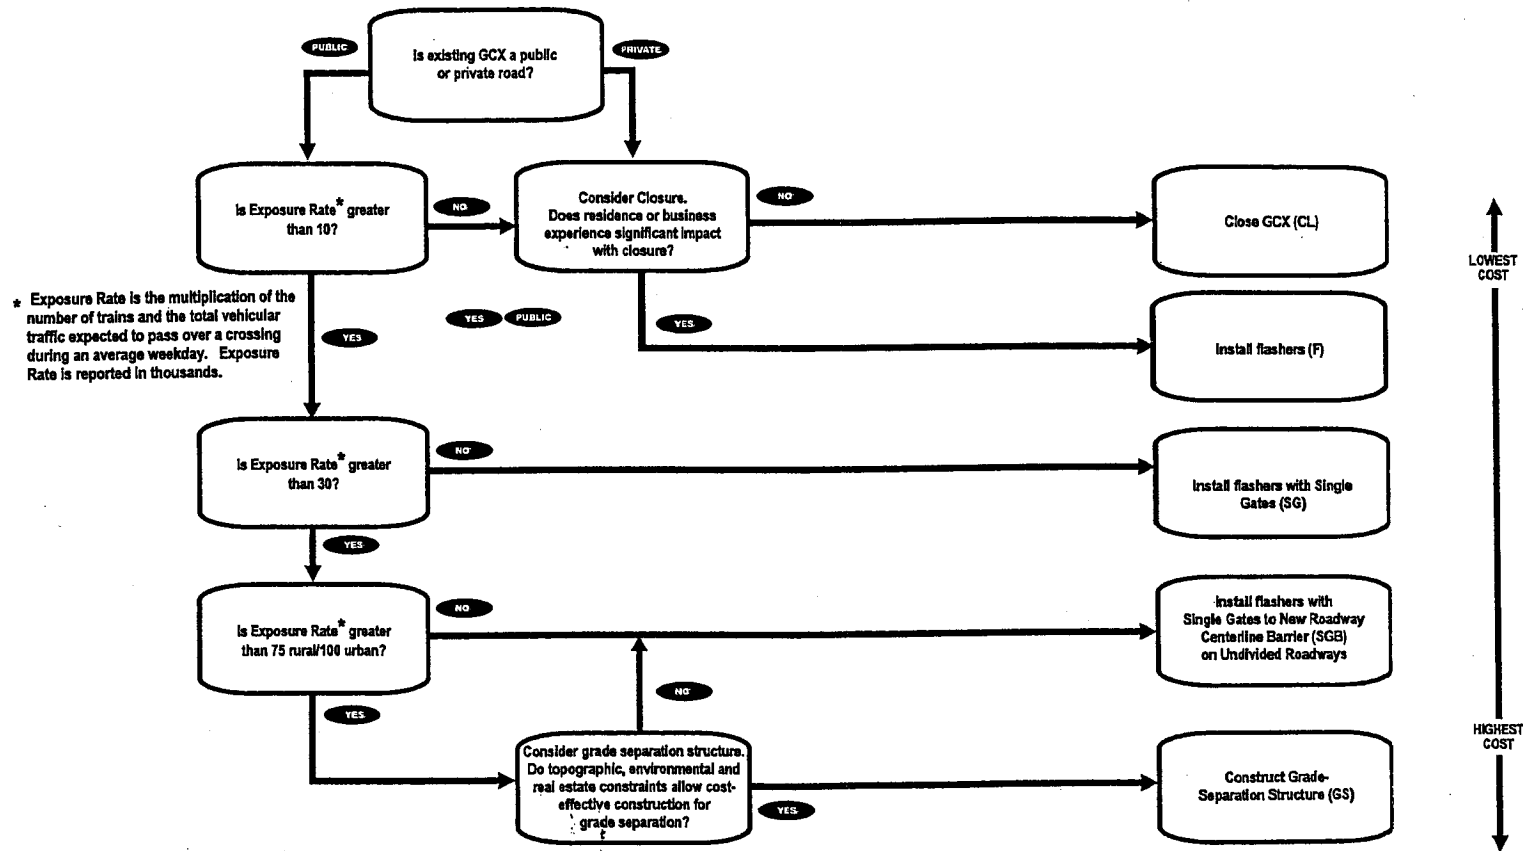 PUBLIC
Is existing GCX a public
or private road?
PRIVATE
Is Exposure Rate* greater
than 10?
NO
Consider Closure.
Does residence or business
experience significant impact
with closure?
NO
Close GCX (CL)
LOWEST
COST
* Exposure Rate is the multiplication of the
number of trains and the total vehicular
traffic expected to pass over a crossing
during an average weekday. Exposure
Rate is reported in thousands.
YES
YES
PUBLIC
YES
Install flashers (F)
Is Exposure Rate* greater
than 30?
NO
Install flashers with Single
Gates (SG)
YES
Is Exposure Rate* greater
than 75 rural/100 urban?
NO
Install flashers with
Single Gates to New Roadway
Centerline Barrier (SGB)
on Undivided Roadways
YES
NO
Consider grade separation structure.
Do topographic, environmental and
real estate constraints allow cost-
effective construction for
grade separation?
YES
Construct Grade-
Separation Structure (GS)
HIGHEST
COST